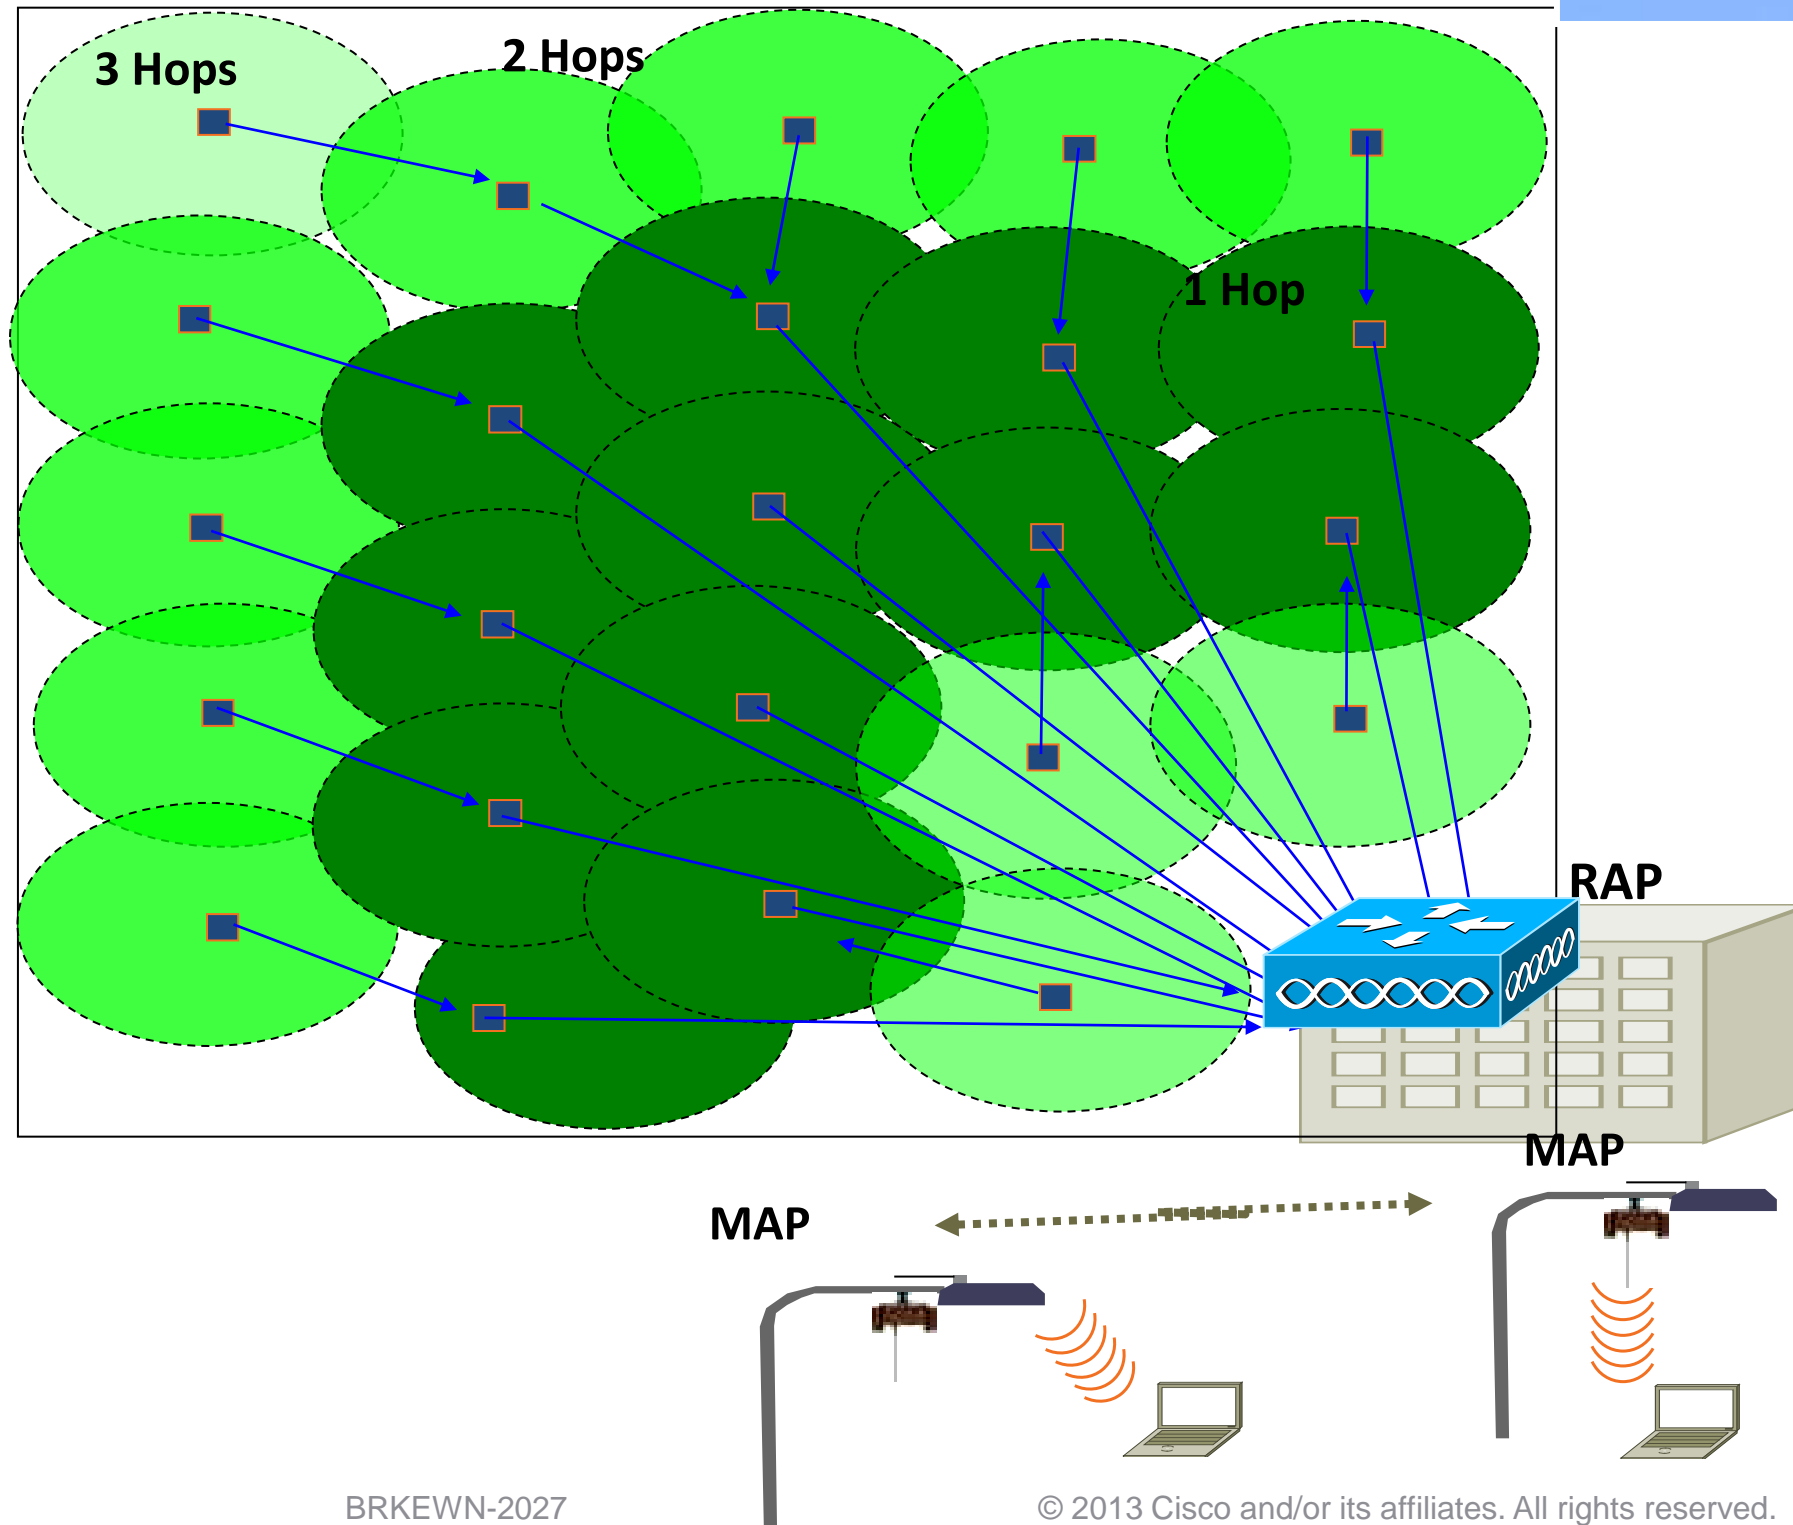 3 Hops
2 Hops
1 Hop
RAP
MAP
MAP
BRKEWN-2027
© 2013 Cisco and/or its affiliates. All rights reserved.